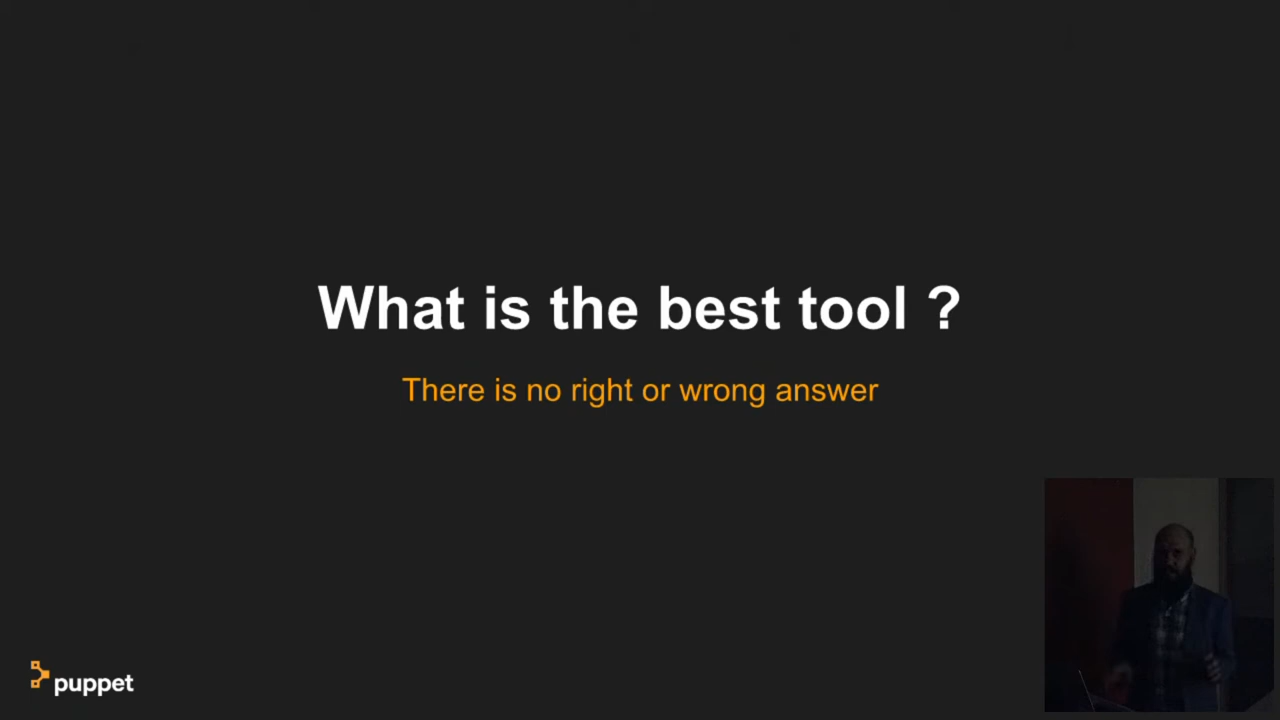 What is the best tool ?
There is no right or wrong answer
puppet